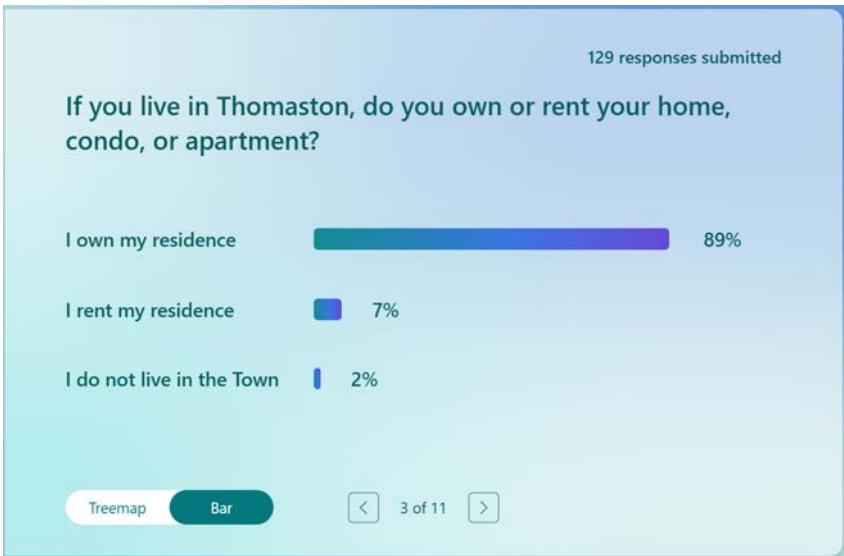 129 responses submitted
If you live in Thomaston, do you own or rent your home,
condo, or apartment?
I own my residence 89%
I rent my residence 7%
I do not live in the Town 2%
Treemap Bar < 3 of 11 >